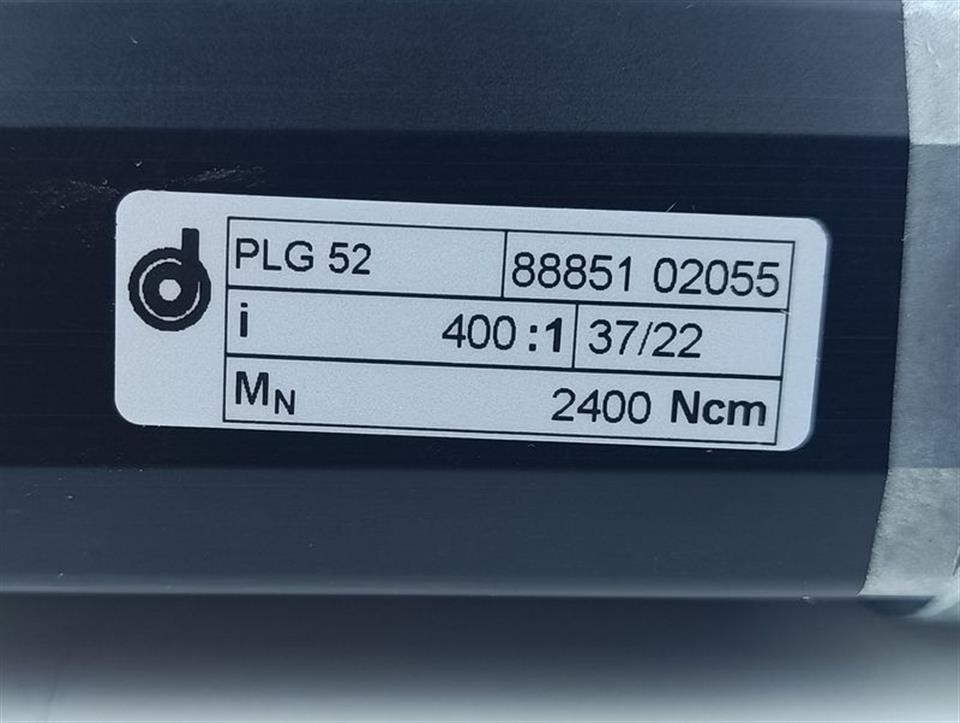 PLG 52 88851 02055
i 400 :1 37/22
MN 2400 Ncm